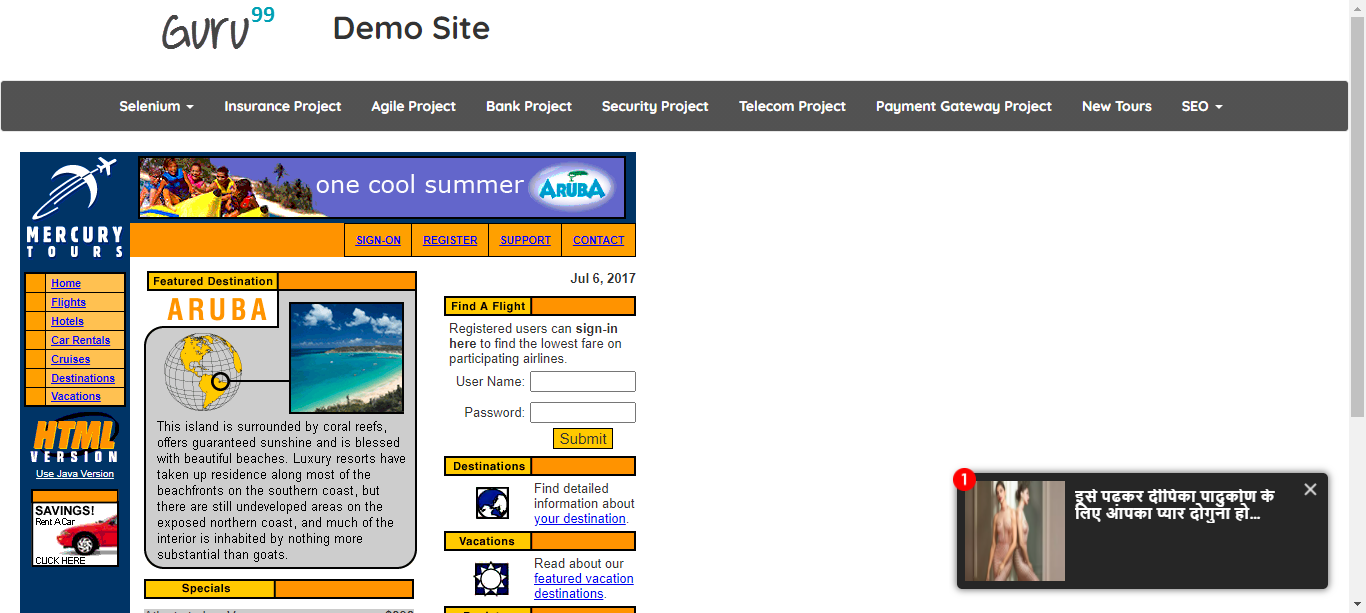 Guru99
Demo Site
Selenium
Insurance Project
Agile Project
Bank Project
Security Project
Telecom Project
Payment Gateway Project
New Tours
SEO
one cool summer
ARUBA
MERCURY
TOURS
SIGN-ON
REGISTER
SUPPORT
CONTACT
Home
Flights
Hotels
Car Rentals
Cruises
Destinations
Vacations
HTML
VERSION
Use Java Version
SAVINGS!
Rent A Car
CLICK HERE
Featured Destination
ARUBA
This island is surrounded by coral reefs,
offers guaranteed sunshine and is blessed
with beautiful beaches. Luxury resorts have
taken up residence along most of the
beachfronts on the southern coast, but
there are still undeveloped areas on the
exposed northern coast, and much of the
interior is inhabited by nothing more
substantial than goats.
Specials
Jul 6, 2017
Find A Flight
Registered users can sign-in
here to find the lowest fare on
participating airlines.
User Name:
Password:
Submit
Destinations
Find detailed
information about
your destination.
Vacations
Read about our
featured vacation
destinations.
1
इसे पढ़कर दीपिका पादुकोण के
लिए आपका प्यार दोगुना हो...